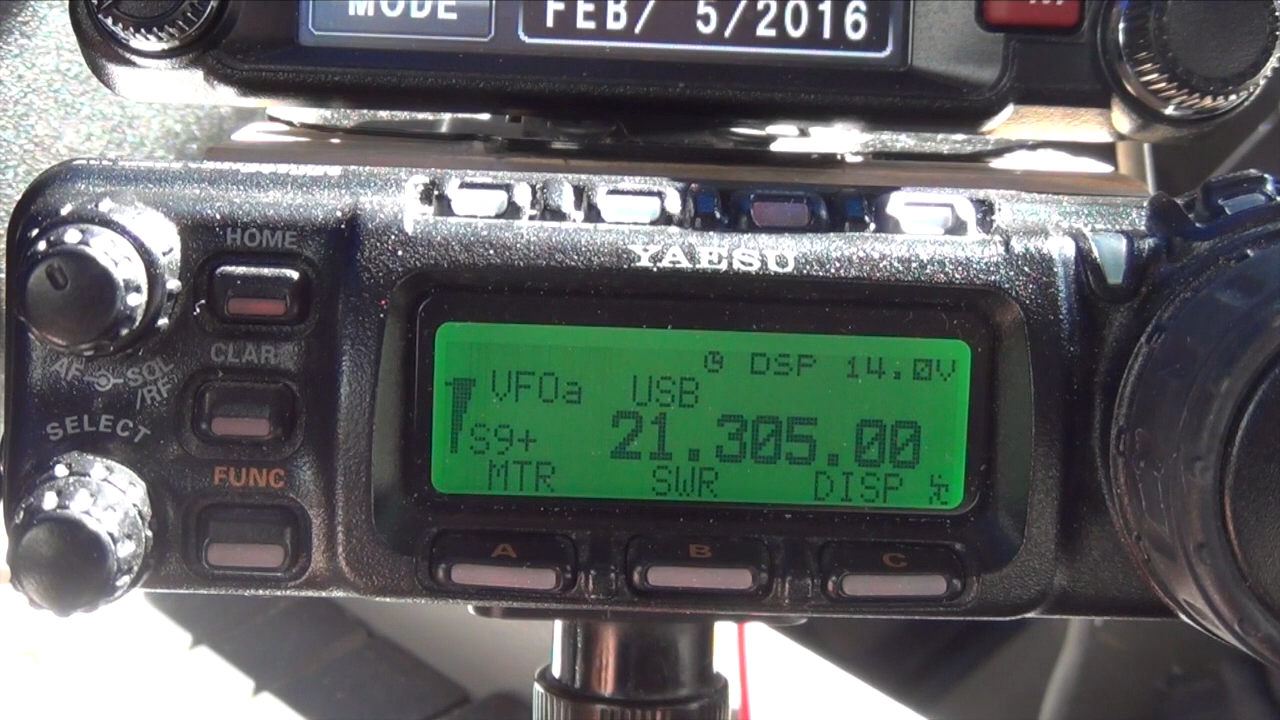 MODE
FEB/ 5/2016
YAESU
HOME
CLAR
AF
SQL
/RF
SELECT
FUNC
DSP 14.0V
VFOa USB
S9+ 21.305.00
MTR SWR DISP
A B C